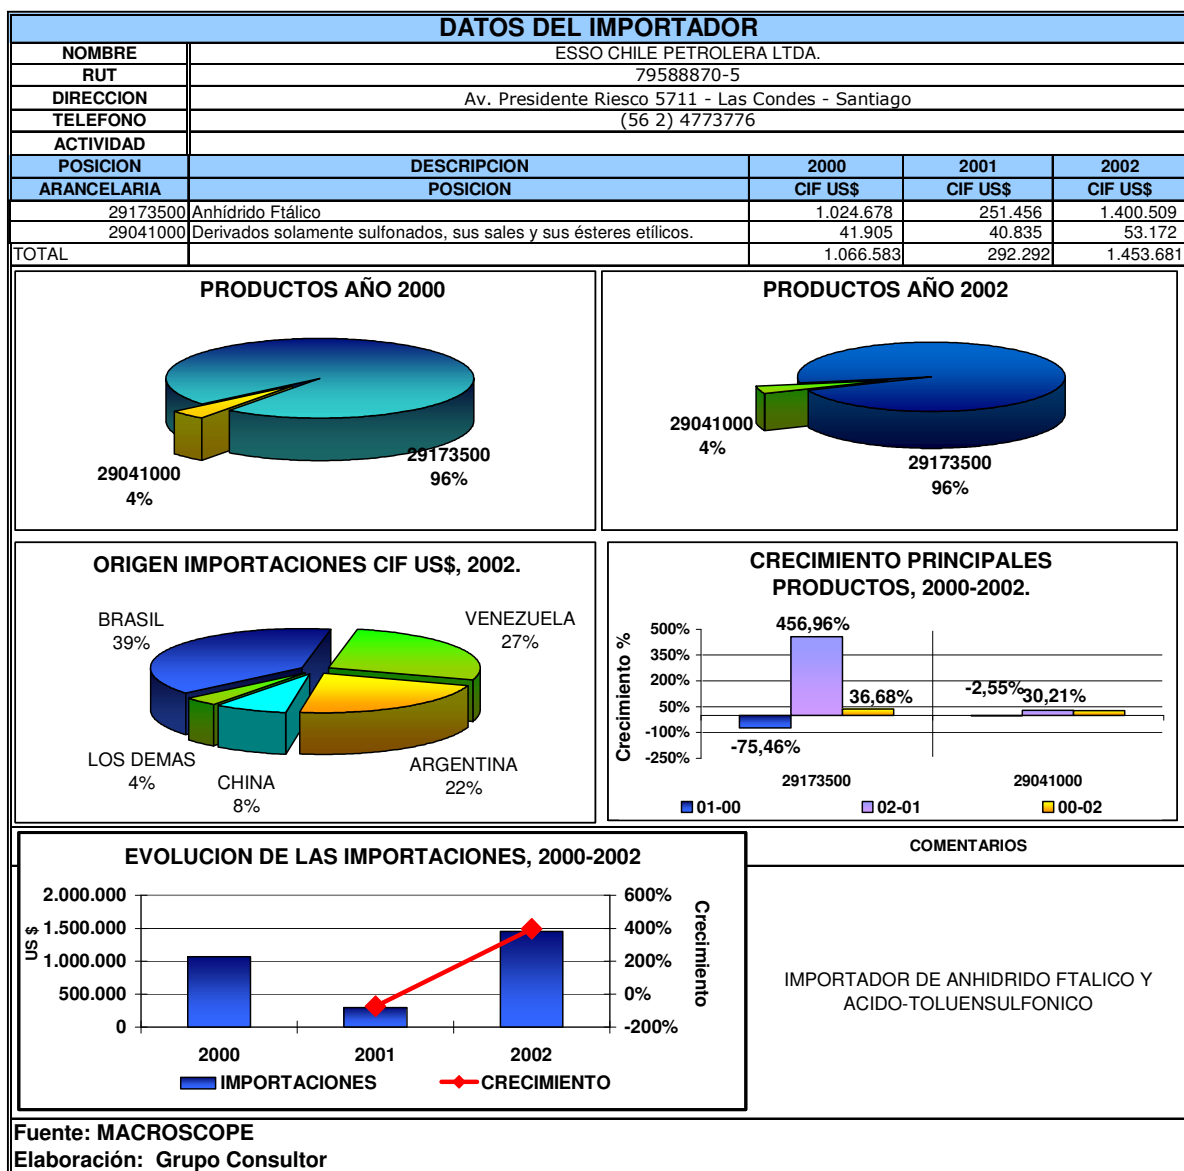 DATOS DEL IMPORTADOR
NOMBRE ESSO CHILE PETROLERA LTDA.
RUT 79588870-5
DIRECCION Av. Presidente Riesco 5711 - Las Condes - Santiago
TELEFONO (56 2) 4773776
ACTIVIDAD
POSICION DESCRIPCION 2000 2001 2002
ARANCELARIA POSICION CIF US$ CIF US$ CIF US$
29173500 Anhídrido Ftálico 1.024.678 251.456 1.400.509
29041000 Derivados solamente sulfonados, sus sales y sus ésteres etílicos. 41.905 40.835 53.172
TOTAL 1.066.583 292.292 1.453.681
PRODUCTOS AÑO 2000
29041000
4%
29173500
96%
PRODUCTOS AÑO 2002
29041000
4%
29173500
96%
ORIGEN IMPORTACIONES CIF US$, 2002.
BRASIL
39%
VENEZUELA
27%
LOS DEMAS
4%
CHINA
8%
ARGENTINA
22%
CRECIMIENTO PRINCIPALES
PRODUCTOS, 2000-2002.
Crecimiento %
500%
350%
200%
50%
-100%
-250%
456,96%
36,68%
-75,46%
-2,55%
30,21%
29173500 29041000
01-00 02-01 00-02
EVOLUCION DE LAS IMPORTACIONES, 2000-2002
US $
2.000.000
1.500.000
1.000.000
500.000
0
600%
400%
200%
0%
-200%
Crecimiento
2000 2001 2002
IMPORTACIONES CRECIMIENTO
COMENTARIOS
IMPORTADOR DE ANHIDRIDO FTALICO Y
ACIDO-TOLUENSULFONICO
Fuente: MACROSCOPE
Elaboración: Grupo Consultor